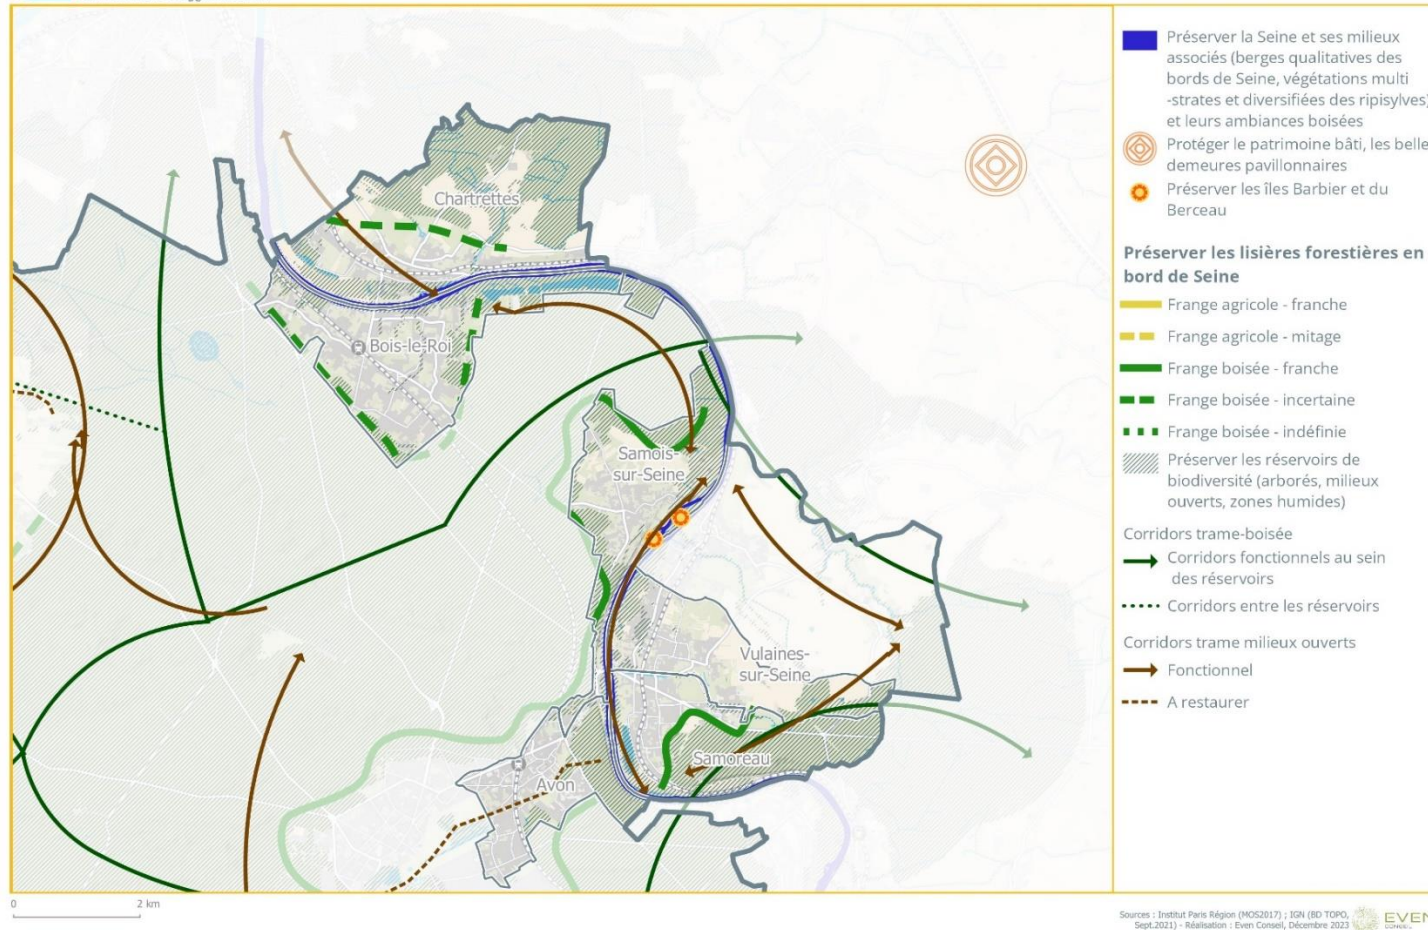 Chartrettes
Bois-le-Roi
Samois-
sur-Seine
Vulaines-
sur-Seine
Samoreau
Avon
0 2 km
Préserver la Seine et ses milieux
associés (berges qualitatives des
bords de Seine, végétations multi
-strates et diversifiées des ripisylves)
et leurs ambiances boisées
Protéger le patrimoine bâti, les belle
demeures pavillonnaires
Préserver les îles Barbier et du
Berceau
Préserver les lisières forestières en
bord de Seine
Frange agricole - franche
Frange agricole - mitage
Frange boisée - franche
Frange boisée - incertaine
Frange boisée - indéfinie
Préserver les réservoirs de
biodiversité (arborés, milieux
ouverts, zones humides)
Corridors trame-boisée
Corridors fonctionnels au sein
des réservoirs
Corridors entre les réservoirs
Corridors trame milieux ouverts
Fonctionnel
A restaurer
Sources : Institut Paris Région (MOS2017) ; IGN (BD TOPO,
Sept.2021) - Réalisation : Even Conseil, Décembre 2023
EVEN
CONSEIL